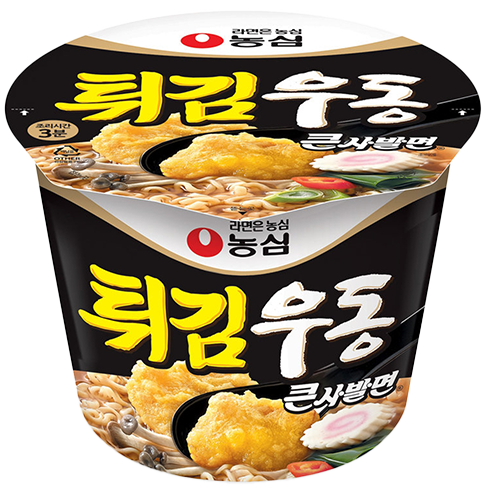 라면은 농심
농심
튀김우동
큰사발면
조리시간
3분
OTHER
라면은 농심
농심
튀김우동
큰사발면